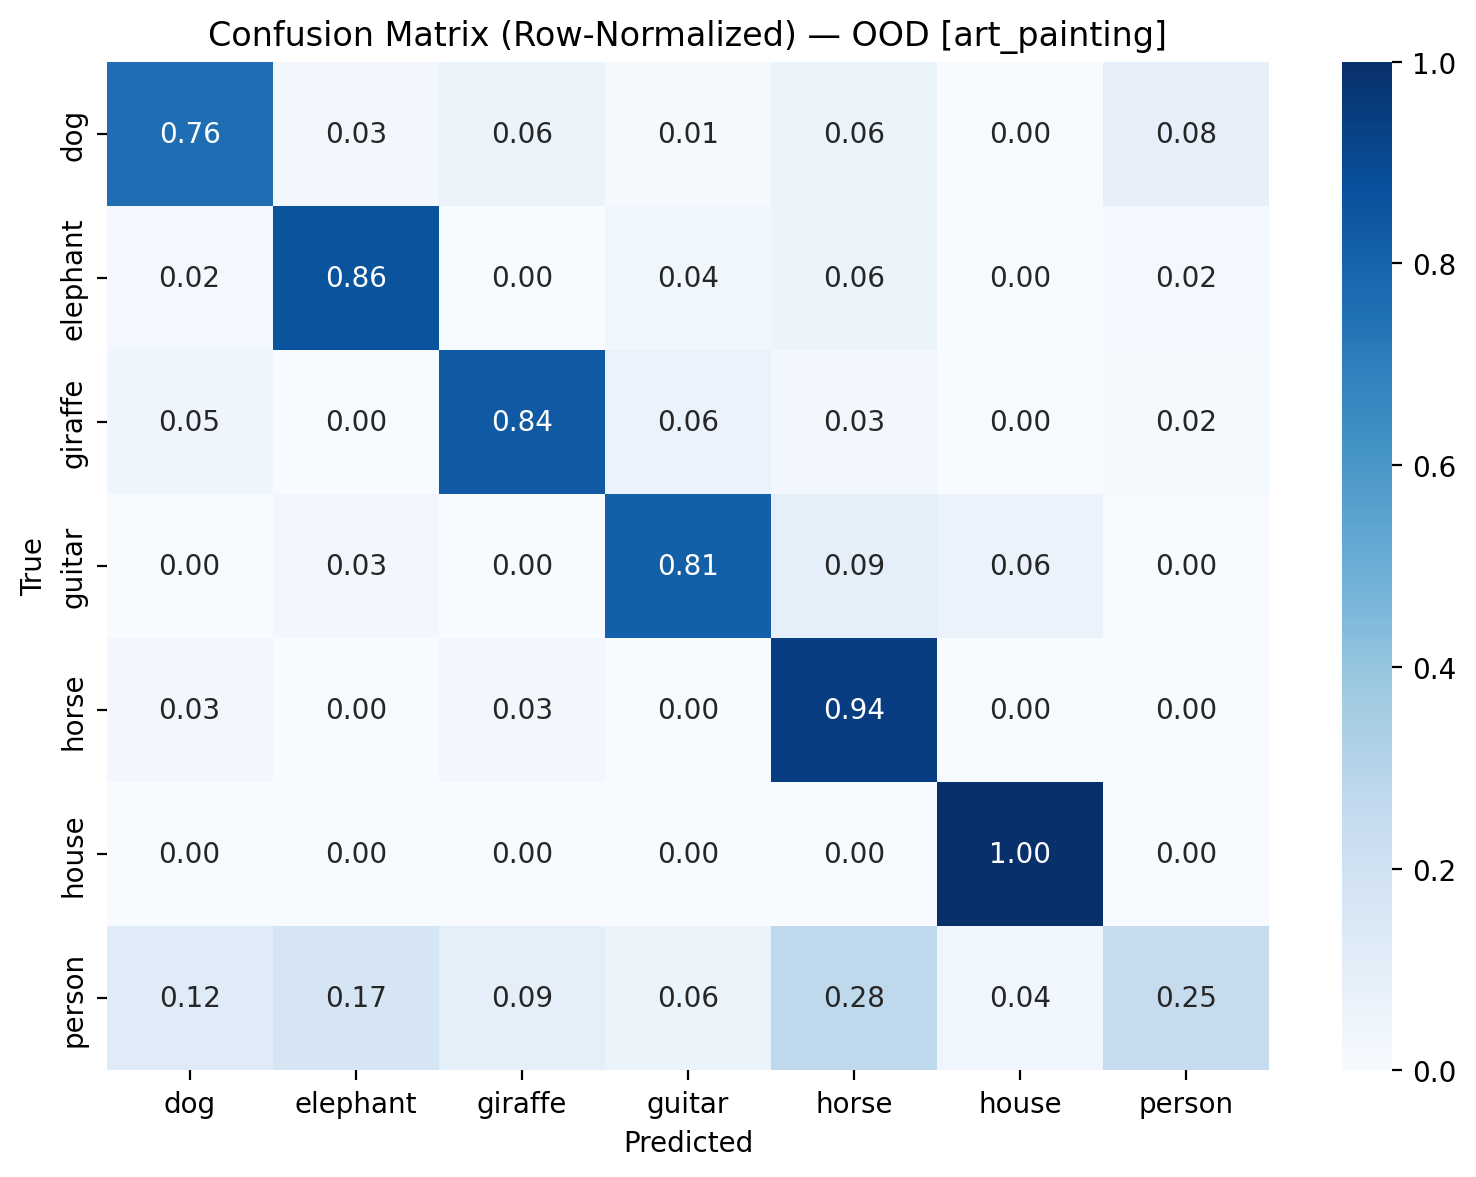 Confusion Matrix (Row-Normalized) — OOD [art_painting]
True
dog 0.76 0.03 0.06 0.01 0.06 0.00 0.08
elephant 0.02 0.86 0.00 0.04 0.06 0.00 0.02
giraffe 0.05 0.00 0.84 0.06 0.03 0.00 0.02
guitar 0.00 0.03 0.00 0.81 0.09 0.06 0.00
horse 0.03 0.00 0.03 0.00 0.94 0.00 0.00
house 0.00 0.00 0.00 0.00 0.00 1.00 0.00
person 0.12 0.17 0.09 0.06 0.28 0.04 0.25
dog elephant giraffe guitar horse house person
Predicted
1.0
0.8
0.6
0.4
0.2
0.0